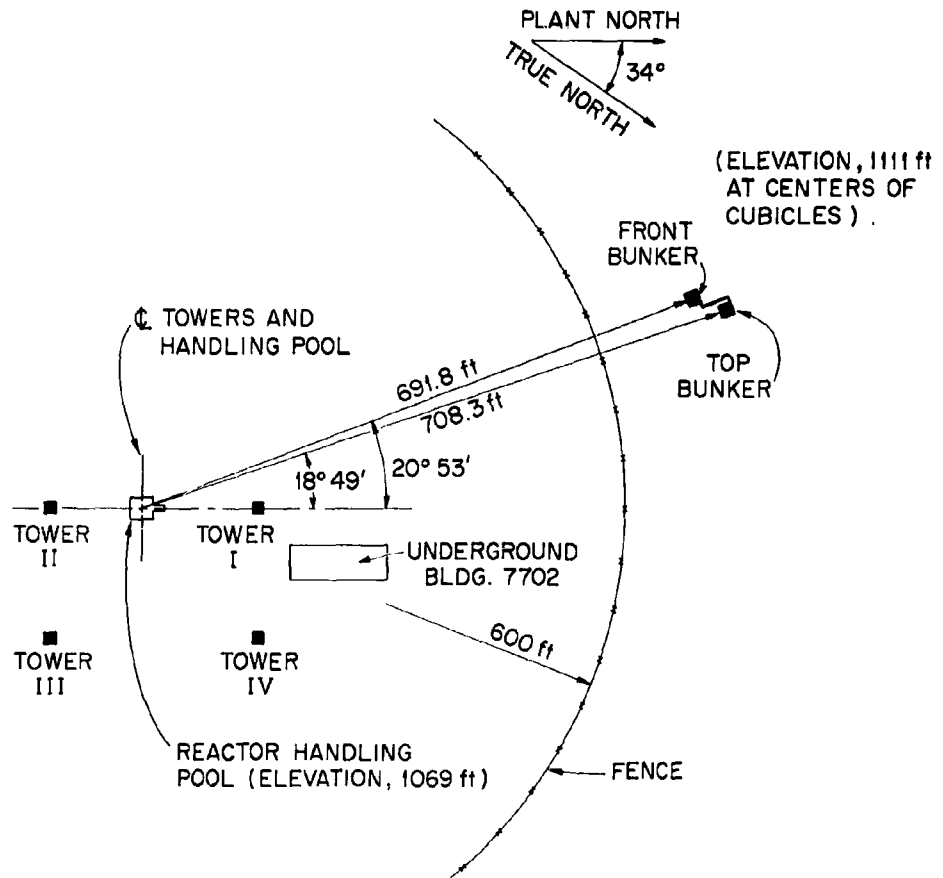 PLANT NORTH
TRUE NORTH
34°
(ELEVATION, 1111 ft
AT CENTERS OF
CUBICLES) .
FRONT
BUNKER
℄ TOWERS AND
HANDLING POOL
TOP
BUNKER
691.8 ft
708.3 ft
18° 49'
20° 53'
TOWER
II
TOWER
I
UNDERGROUND
BLDG. 7702
600 ft
TOWER
III
TOWER
IV
REACTOR HANDLING
POOL (ELEVATION, 1069 ft)
FENCE